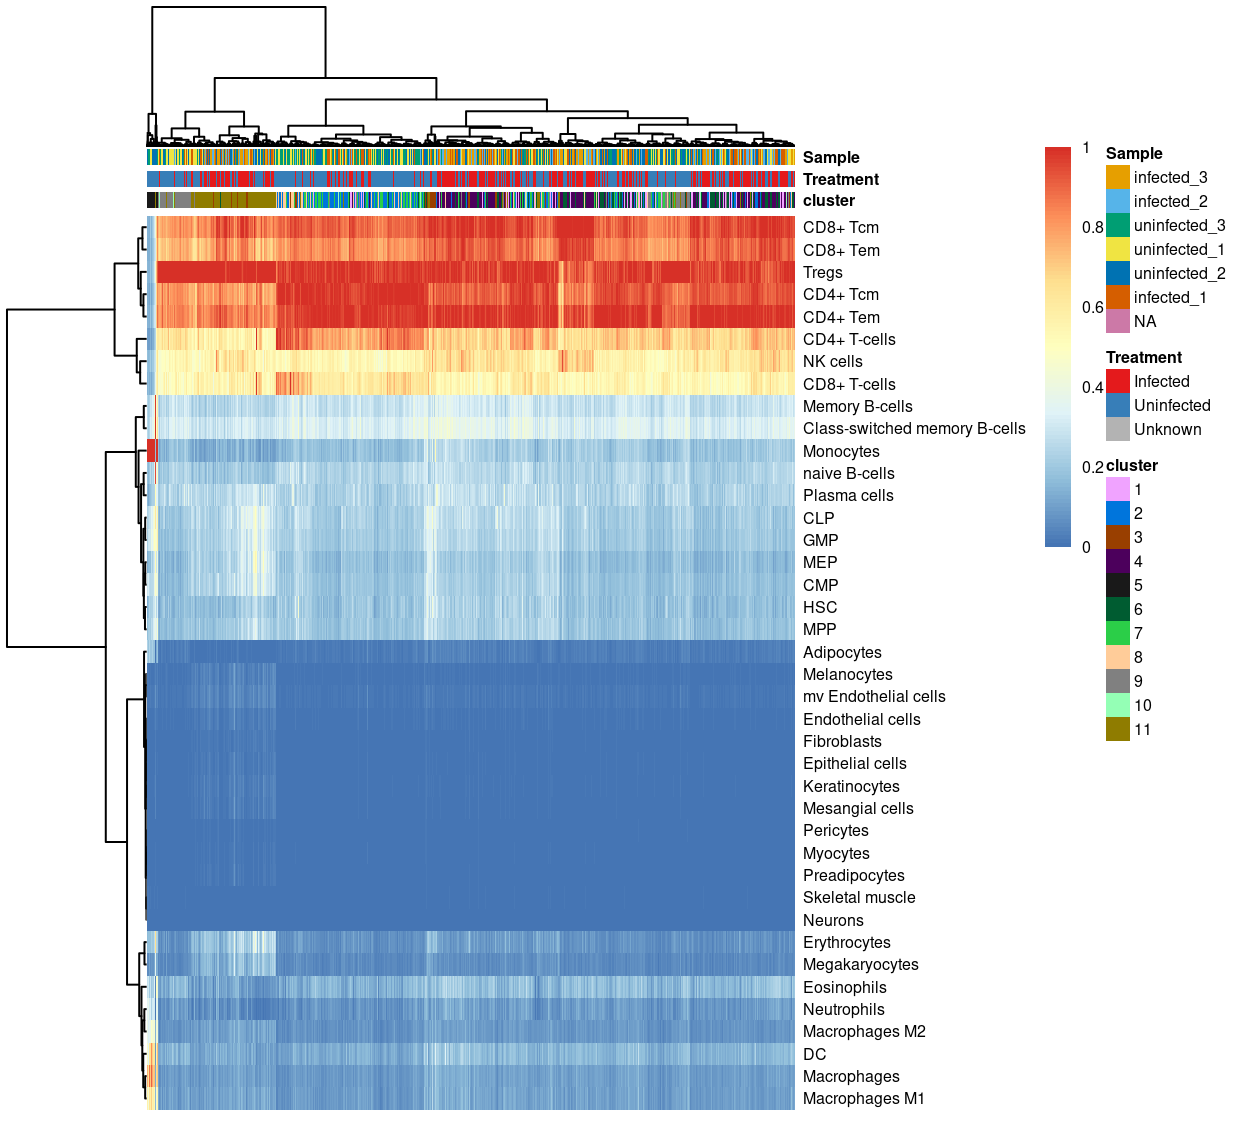 Sample
Treatment
cluster
CD8+ Tcm
CD8+ Tem
Tregs
CD4+ Tcm
CD4+ Tem
CD4+ T-cells
NK cells
CD8+ T-cells
Memory B-cells
Class-switched memory B-cells
Monocytes
naive B-cells
Plasma cells
CLP
GMP
MEP
CMP
HSC
MPP
Adipocytes
Melanocytes
mv Endothelial cells
Endothelial cells
Fibroblasts
Epithelial cells
Keratinocytes
Mesangial cells
Pericytes
Myocytes
Preadipocytes
Skeletal muscle
Neurons
Erythrocytes
Megakaryocytes
Eosinophils
Neutrophils
Macrophages M2
DC
Macrophages
Macrophages M1
1
0.8
0.6
0.4
0.2
0
Sample
infected_3
infected_2
uninfected_3
uninfected_1
uninfected_2
infected_1
NA
Treatment
Infected
Uninfected
Unknown
cluster
1
2
3
4
5
6
7
8
9
10
11